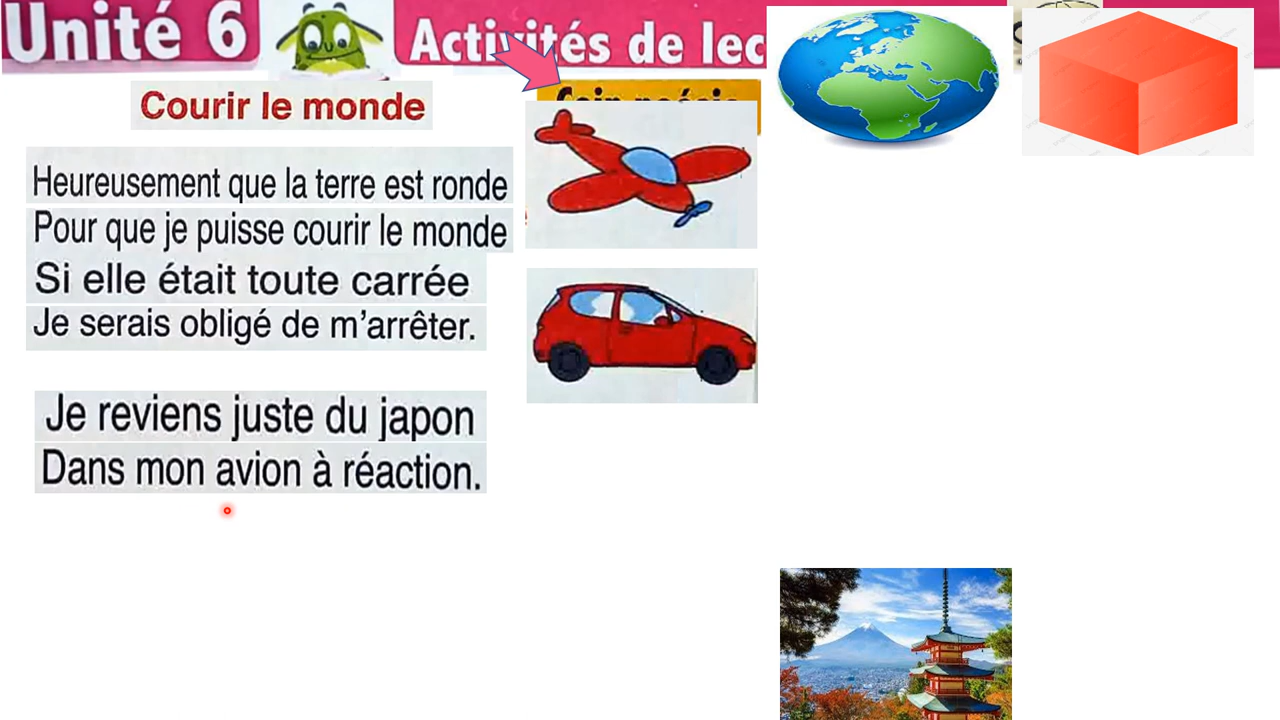 Unité 6
Activités de lec
Coin poésie
Courir le monde
Heureusement que la terre est ronde
Pour que je puisse courir le monde
Si elle était toute carrée
Je serais obligé de m'arrêter.
Je reviens juste du japon
Dans mon avion à réaction.